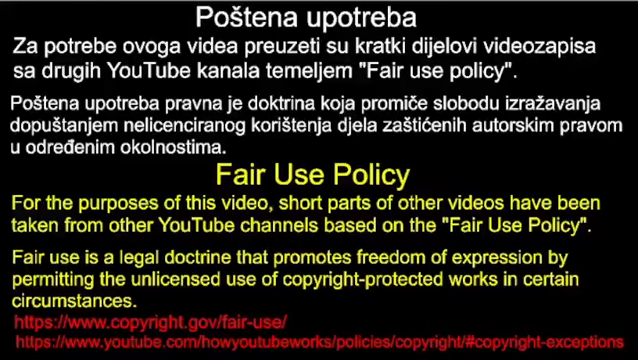 Poštena upotreba
Za potrebe ovoga videa preuzeti su kratki dijelovi videozapisa
sa drugih YouTube kanala temeljem "Fair use policy".
Poštena upotreba pravna je doktrina koja promiče slobodu izražavanja
dopuštanjem nelicenciranog korištenja djela zaštićenih autorskim pravom
u određenim okolnostima.
Fair Use Policy
For the purposes of this video, short parts of other videos have been
taken from other YouTube channels based on the "Fair Use Policy".
Fair use is a legal doctrine that promotes freedom of expression by
permitting the unlicensed use of copyright-protected works in certain
circumstances.
https://www.copyright.gov/fair-use/
https://www.youtube.com/howyoutubeworks/policies/copyright/#copyright-exceptions